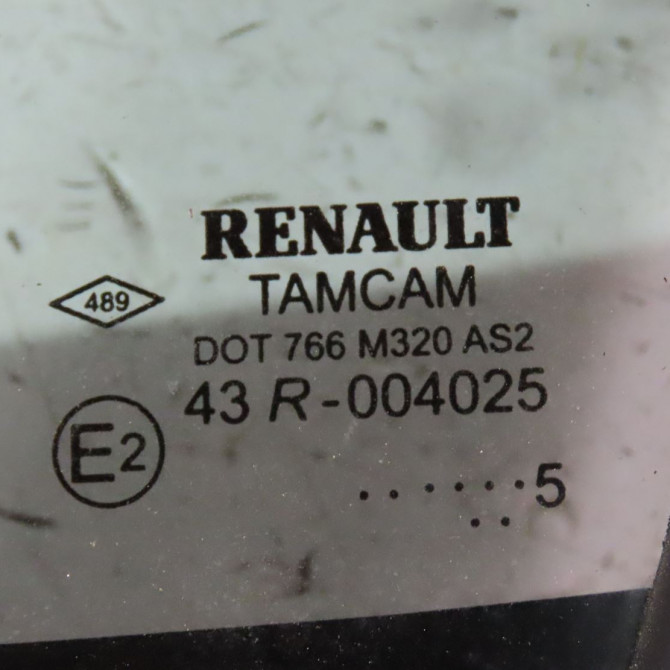 RENAULT
489 TAMCAM
DOT 766 M320 AS2
43 R-004025
E2
.. ...... 5
..